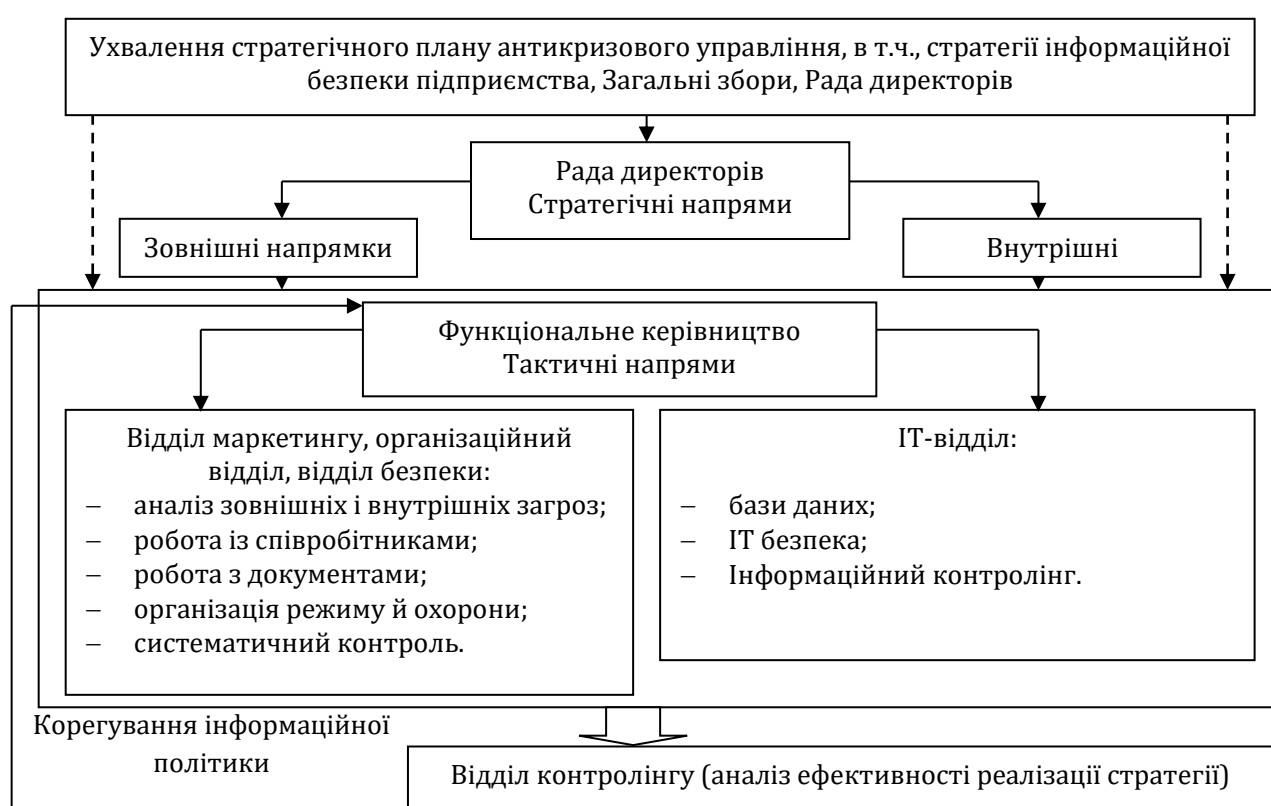 Ухвалення стратегічного плану антикризового управління, в т.ч., стратегії інформаційної
безпеки підприємства, Загальні збори, Рада директорів
Рада директорів
Стратегічні напрями
Зовнішні напрямки
Внутрішні
Функціональне керівництво
Тактичні напрями
Відділ маркетингу, організаційний
відділ, відділ безпеки:
– аналіз зовнішніх і внутрішніх загроз;
– робота із співробітниками;
– робота з документами;
– організація режиму й охорони;
– систематичний контроль.
ІТ-відділ:
– бази даних;
– ІТ безпека;
– Інформаційний контролінг.
Корегування інформаційної
політики
Відділ контролінгу (аналіз ефективності реалізації стратегії)